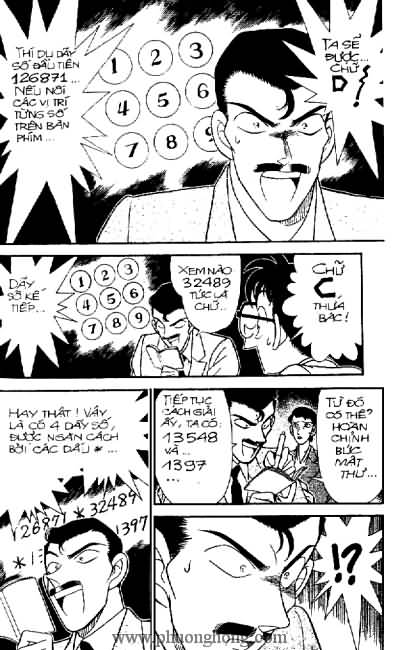 THÍ DỤ DÃY
SỐ ĐẦU TIÊN
126871...
NẾU NỐI
CÁC VỊ TRÍ
TỪNG SỐ
TRÊN BÀN
PHÍM...
1 2 3
4 5 6
7 8 9
TA SẼ
ĐƯỢC...
CHỮ
D!
DÃY
SỐ KẾ
TIẾP...
1 2 3
4 5 6
7 8 9
XEM NÀO
32489
TỨC LÀ
CHỮ...
CHỮ
C,
THƯA
BÁC!
HAY THẬT! VẬY
LÀ CÓ 4 DÃY SỐ,
ĐƯỢC NGĂN CÁCH
BỞI CÁC DẤU * ...
126871
*32489
*1
1397
TIẾP TỤC
CÁCH GIẢI
ẤY, TA CÓ:
13548
VÀ...
1397
...
TỪ ĐÓ
CÓ THỂ
HOÀN
CHỈNH
BỨC
MẬT
THƯ...
!?
www.phuonghong.com